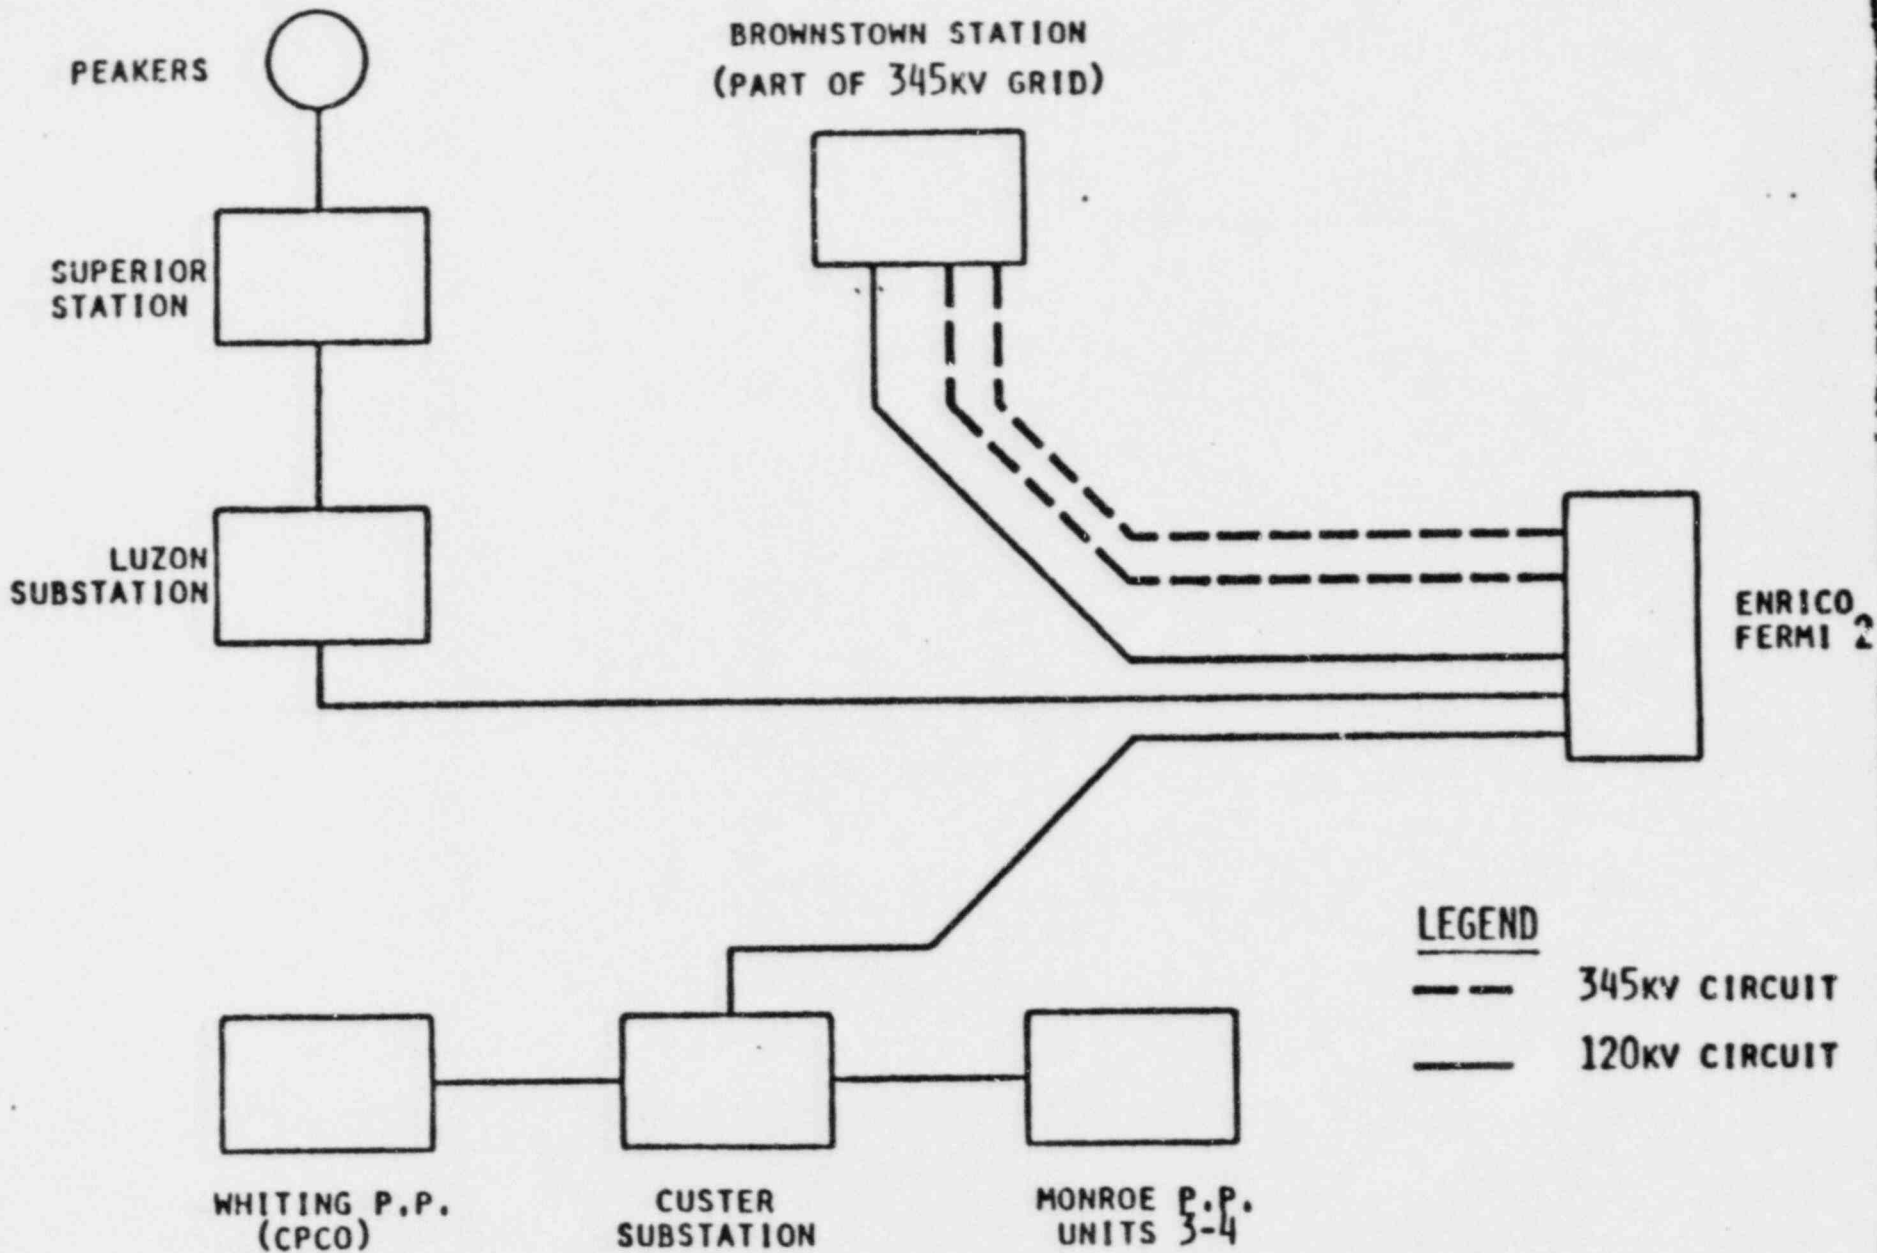 PEAKERS
BROWNSTOWN STATION
(PART OF 345KV GRID)
SUPERIOR
STATION
LUZON
SUBSTATION
ENRICO
FERMI 2
LEGEND
345KV CIRCUIT
120KV CIRCUIT
WHITING P.P.
(CPCO)
CUSTER
SUBSTATION
MONROE P.P.
UNITS 3-4